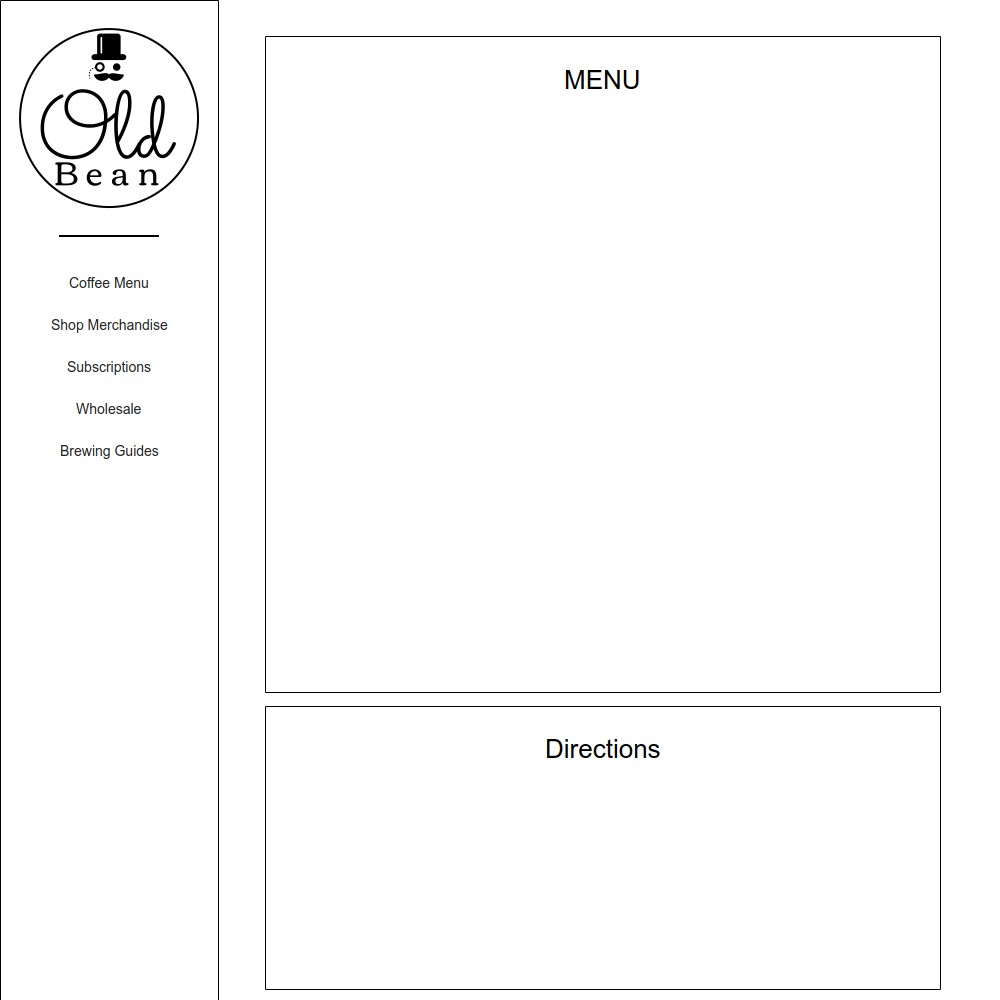 Old
Bean
Coffee Menu
Shop Merchandise
Subscriptions
Wholesale
Brewing Guides
MENU
Directions